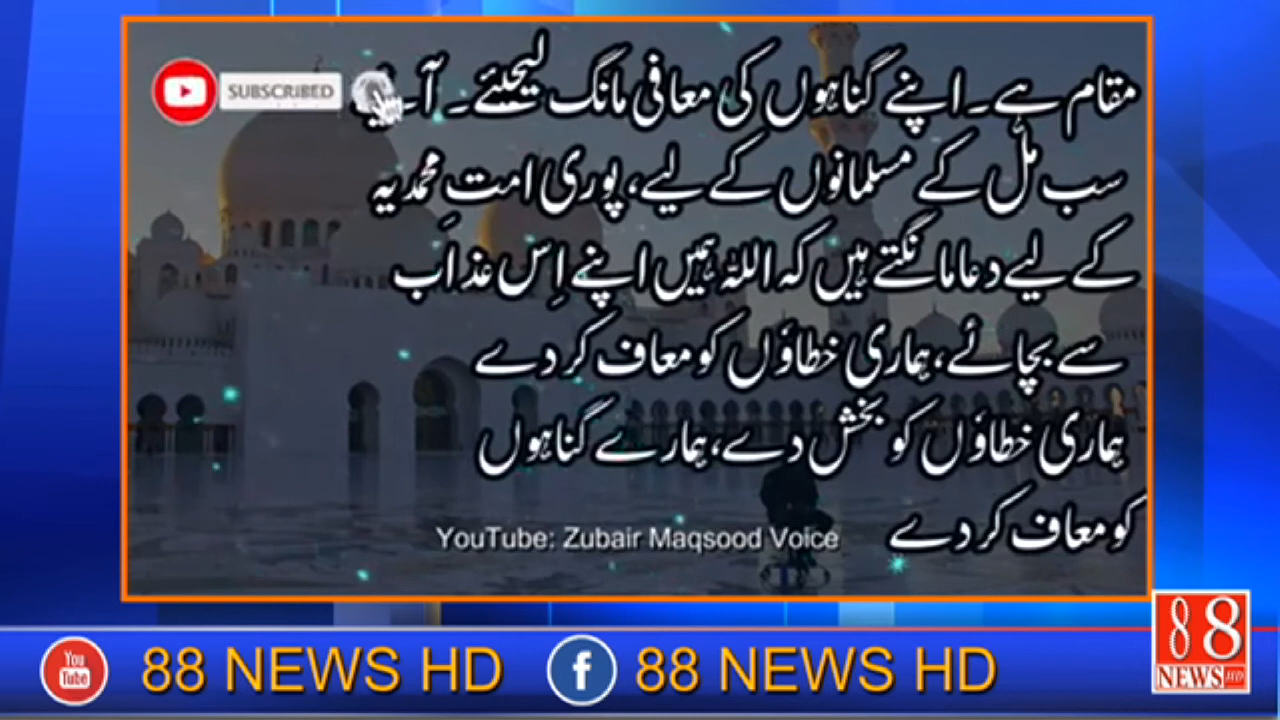 مقام ہے۔ اپنے گناہوں کی معافی مانگ لیجیئے۔
SUBSCRIBED
سب مل کے مسلمانوں کے لیے، پوری امتِ محمدیہ
کے لیے دعا مانگتے ہیں کہ اللہ ہمیں اپنے اِس عذاب
سے بچائے، ہماری خطاؤں کو معاف کر دے
ہماری خطاؤں کو بخش دے، ہمارے گناہوں
کو معاف کر دے
YouTube: Zubair Maqsood Voice
You Tube
88 NEWS HD
88 NEWS HD
88
NEWS HD